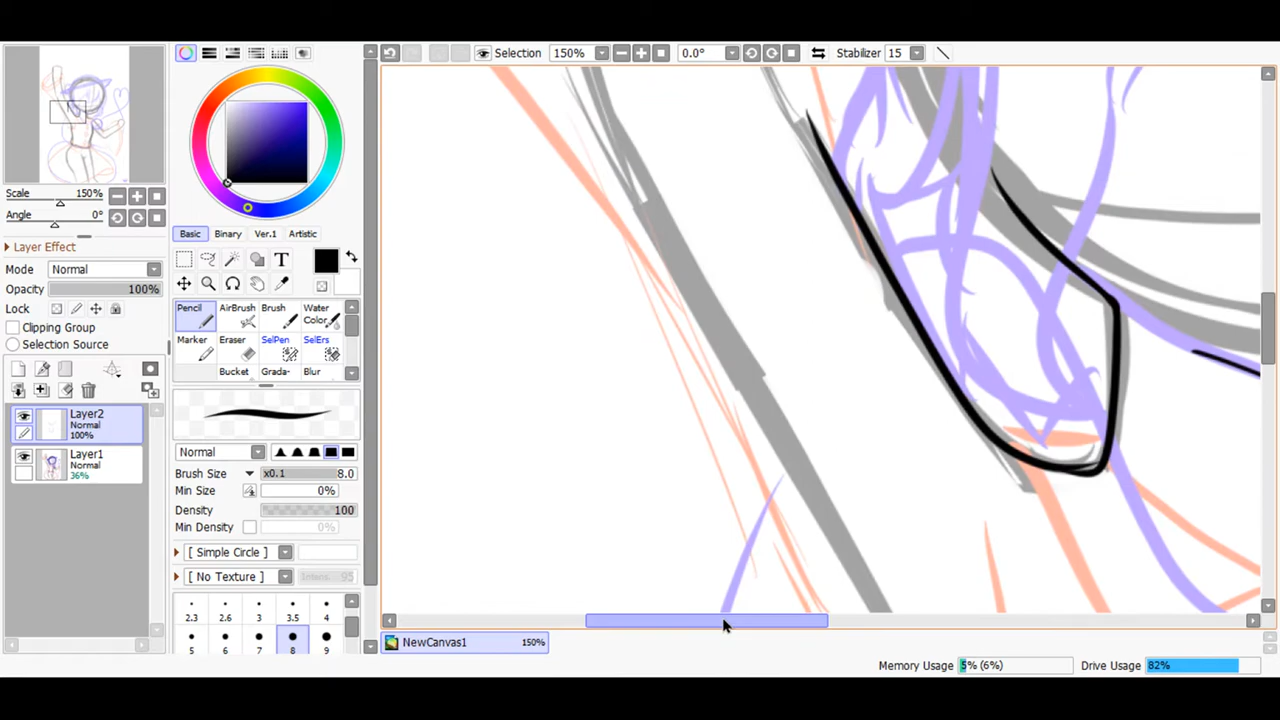 Selection 150% 0.0° Stabilizer 15
Scale 150%
Angle 0°
Layer Effect
Mode Normal
Opacity 100%
Lock
Clipping Group
Selection Source
Layer2
Normal
100%
Layer1
Normal
36%
Basic Binary Ver.1 Artistic
T
Pencil AirBrush Brush Water Color
Marker Eraser SelPen SelErs
Bucket Grada- Blur
Normal
Brush Size x0.1 8.0
Min Size 0%
Density 100
Min Density 0%
[ Simple Circle ]
[ No Texture ] Intens. 95
2.3 2.6 3 3.5 4
5 6 7 8 9
NewCanvas1 150%
Memory Usage 5% (6%) Drive Usage 82%